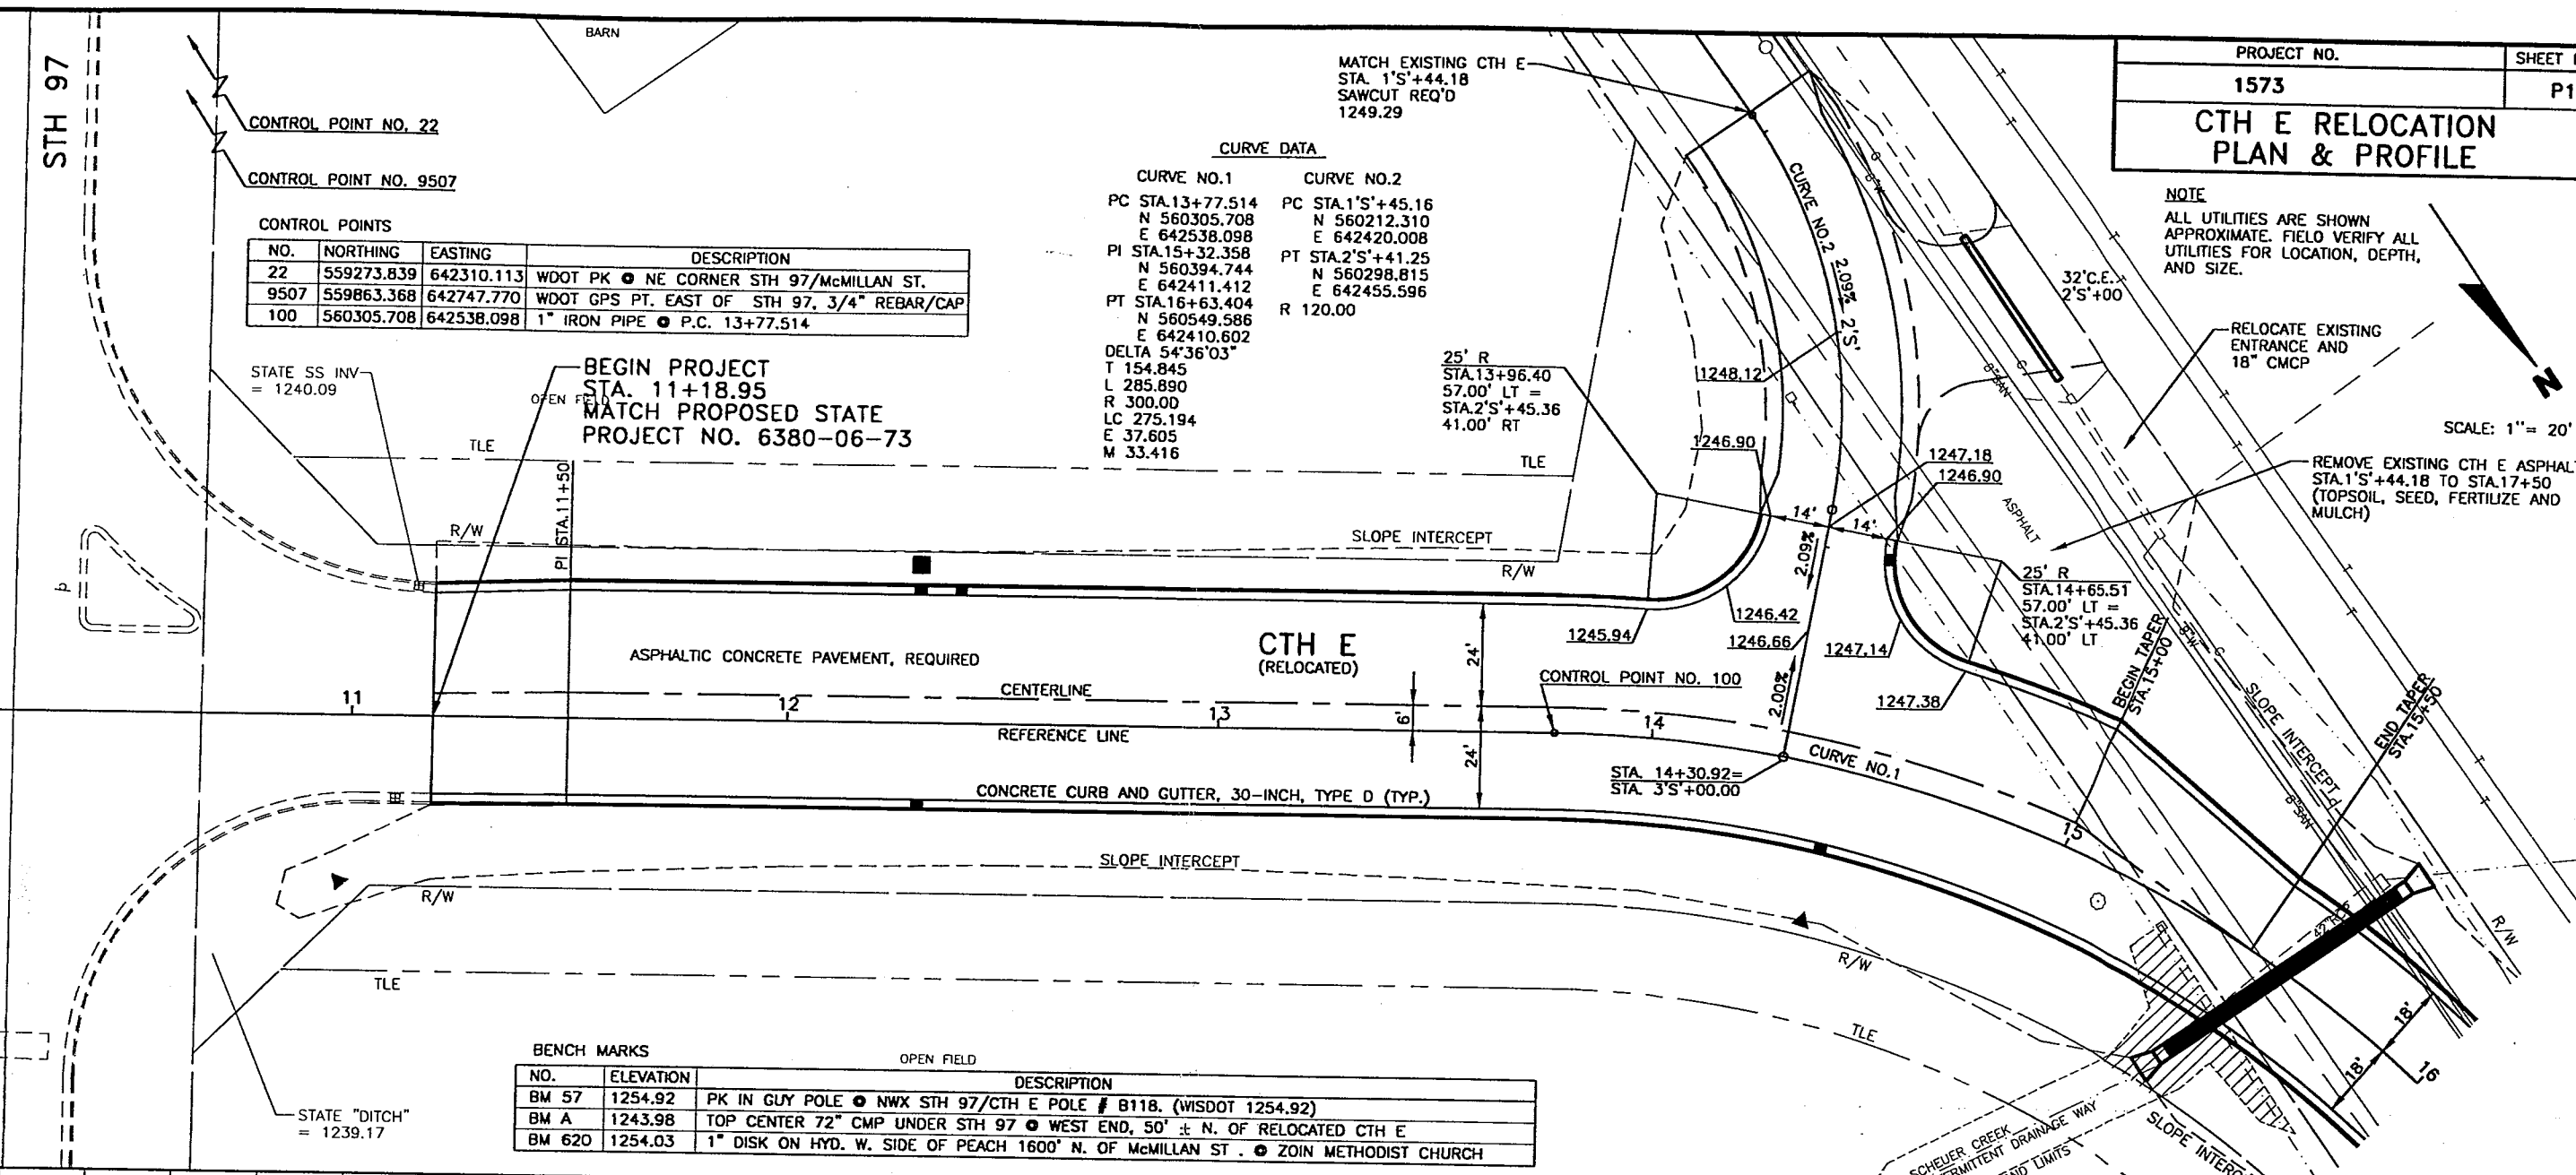 STH 97
BARN
CONTROL POINT NO. 22
CONTROL POINT NO. 9507
CONTROL POINTS
NO. NORTHING EASTING DESCRIPTION
22 559273.839 642310.113 WDOT PK @ NE CORNER STH 97/McMILLAN ST.
9507 559863.368 642747.770 WDOT GPS PT. EAST OF STH 97, 3/4" REBAR/CAP
100 560305.708 642538.098 1" IRON PIPE @ P.C. 13+77.514
STATE SS INV
= 1240.09
BEGIN PROJECT
STA. 11+18.95
MATCH PROPOSED STATE
PROJECT NO. 6380-06-73
OPEN FIELD
MATCH EXISTING CTH E
STA. 1'S'+44.18
SAWCUT REQ'D
1249.29
CURVE DATA
CURVE NO.1
PC STA.13+77.514
N 560305.708
E 642538.098
PI STA.15+32.358
N 560394.744
E 642411.412
PT STA.16+63.404
N 560549.586
E 642410.602
DELTA 54°36'03"
T 154.845
L 285.890
R 300.00
LC 275.194
E 37.605
M 33.416
CURVE NO.2
PC STA.1'S'+45.16
N 560212.310
E 642420.008
PT STA.2'S'+41.25
N 560298.815
E 642455.596
R 120.00
PROJECT NO.
SHEET
1573
P1
CTH E RELOCATION
PLAN & PROFILE
NOTE
ALL UTILITIES ARE SHOWN
APPROXIMATE. FIELD VERIFY ALL
UTILITIES FOR LOCATION, DEPTH,
AND SIZE.
32'C.E.
2'S'+00
RELOCATE EXISTING
ENTRANCE AND
18" CMCP
N
SCALE: 1"= 20'
REMOVE EXISTING CTH E ASPHAL
STA.1'S'+44.18 TO STA.17+50
(TOPSOIL, SEED, FERTILIZE AND
MULCH)
CURVE NO.2
2.09%
2'S'
8"W
G
8"SAN
G
25' R
STA.13+96.40
57.00' LT =
STA.2'S'+45.36
41.00' RT
1248.12
1246.90
1247.18
1246.90
14'
14'
2.09%
ASPHALT
25' R
STA.14+65.51
57.00' LT =
STA.2'S'+45.36
41.00' LT
TLE
TLE
R/W
PI STA.11+50
SLOPE INTERCEPT
R/W
1245.94
1246.42
1246.66
1247.14
1247.38
2.00%
ASPHALTIC CONCRETE PAVEMENT, REQUIRED
CTH E
(RELOCATED)
24'
24'
6'
CONTROL POINT NO. 100
CENTERLINE
REFERENCE LINE
11
12
13
14
15
16
CURVE NO.1
STA. 14+30.92=
STA. 3'S'+00.00
BEGIN TAPER
STA.15+00
END TAPER
STA.15+50
8"W
G
SLOPE INTERCEPT
8"SAN
CONCRETE CURB AND GUTTER, 30-INCH, TYPE D (TYP.)
SLOPE INTERCEPT
R/W
R/W
R/W
TLE
TLE
42"RCP
18'
18'
STATE "DITCH"
= 1239.17
OPEN FIELD
BENCH MARKS
NO. ELEVATION DESCRIPTION
BM 57 1254.92 PK IN GUY POLE @ NWX STH 97/CTH E POLE # B118. (WISDOT 1254.92)
BM A 1243.98 TOP CENTER 72" CMP UNDER STH 97 @ WEST END, 50' ± N. OF RELOCATED CTH E
BM 620 1254.03 1" DISK ON HYD. W. SIDE OF PEACH 1600' N. OF McMILLAN ST . @ ZOIN METHODIST CHURCH
SCHEUER CREEK
ERMITTENT DRAINAGE WAY
LIMITS
SLOPE INTER